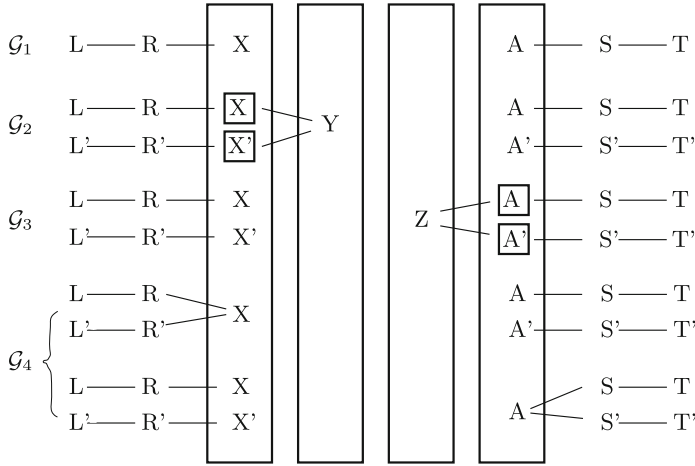 𝒢₁ L R X A S T
L R X A S T
𝒢₂ Y
L' R' X' A' S' T'
L R X A S T
𝒢₃ Z
L' R' X' A' S' T'
L R A S T
X
L' R' A' S' T'
𝒢₄
L R X S T
A
L' R' X' S' T'